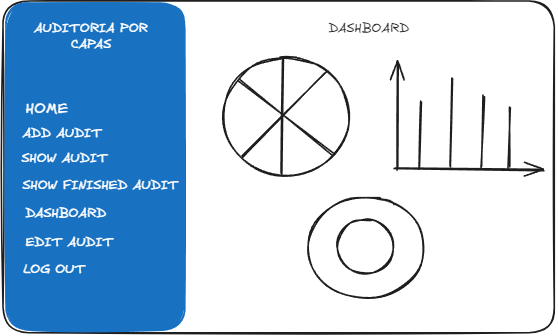 AUDITORIA POR
CAPAS
HOME
ADD AUDIT
SHOW AUDIT
SHOW FINISHED AUDIT
DASHBOARD
EDIT AUDIT
LOG OUT
DASHBOARD